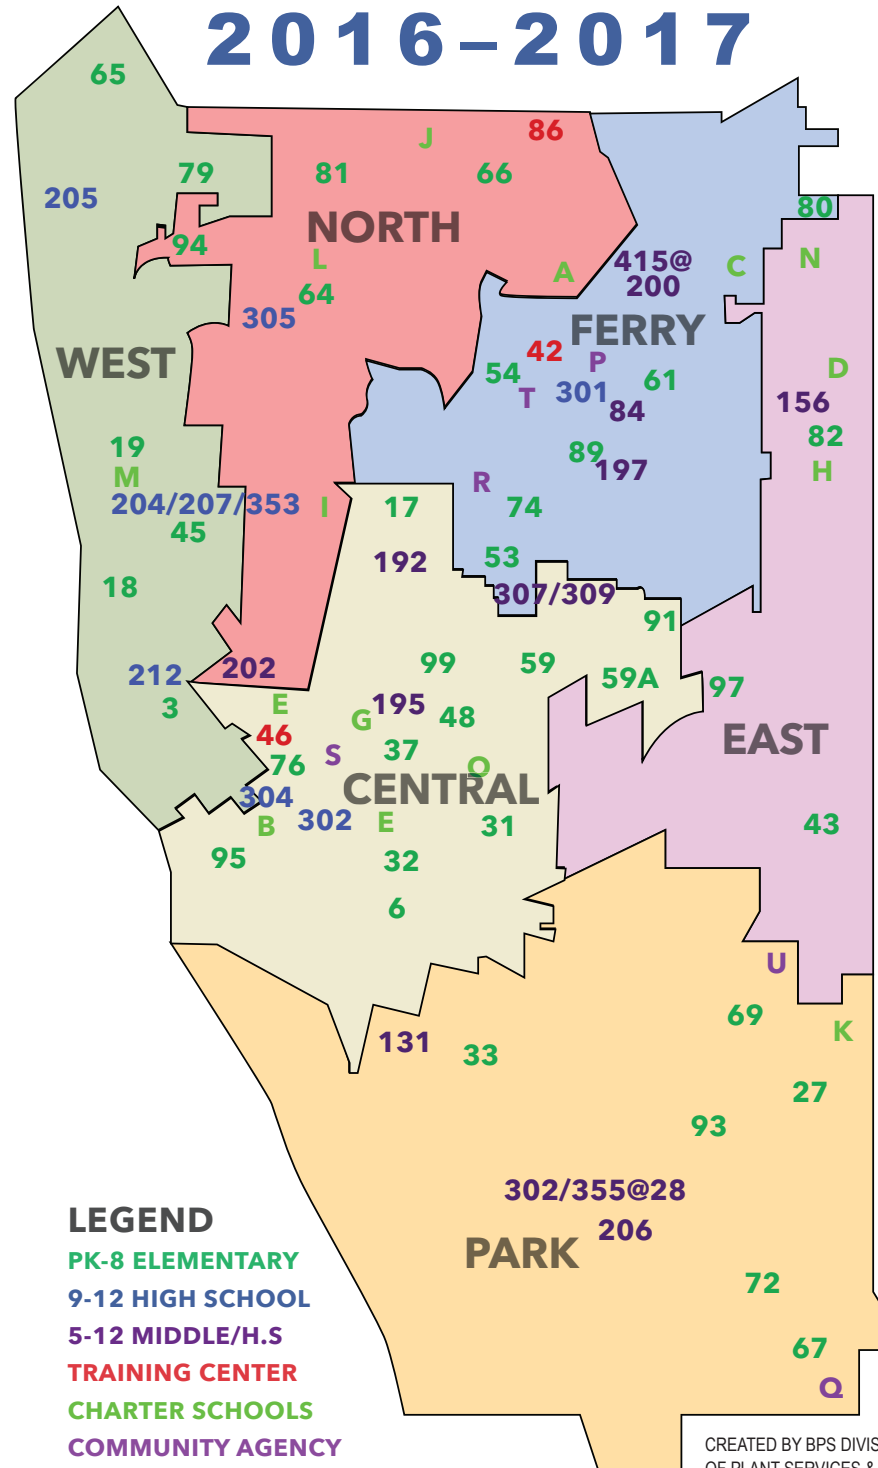 2016–2017
65
J
86
79
81
66
205
80
NORTH
94
L
A
415@
C
N
200
64
305
FERRY
42
WEST
54
P
D
61
T
301
156
84
19
82
89
M
197
H
R
204/207/353
I
17
74
45
53
192
18
307/309
91
99
59
202
212
59A
97
3
E
195
G
48
46
EAST
S
37
76
O
CENTRAL
304
B
302
E
31
43
95
32
6
U
69
131
K
33
27
93
302/355@28
206
LEGEND
PARK
PK-8 ELEMENTARY
72
9-12 HIGH SCHOOL
5-12 MIDDLE/H.S
67
TRAINING CENTER
Q
CHARTER SCHOOLS
COMMUNITY AGENCY
CREATED BY BPS DIVIS
OF PLANT SERVICES &